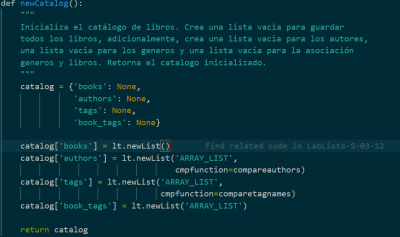 def newCatalog():
"""
Inicializa el catálogo de libros. Crea una lista vacia para guardar
todos los libros, adicionalmente, crea una lista vacia para los autores,
una lista vacia para los generos y una lista vacia para la asociación
generos y libros. Retorna el catalogo inicializado.
"""
catalog = {'books': None,
'authors': None,
'tags': None,
'book_tags': None}
catalog['books'] = lt.newList() Find related code in LabLists-S-03-12
catalog['authors'] = lt.newList('ARRAY_LIST',
cmpfunction=compareauthors)
catalog['tags'] = lt.newList('ARRAY_LIST',
cmpfunction=comparetagnames)
catalog['book_tags'] = lt.newList('ARRAY_LIST')
return catalog